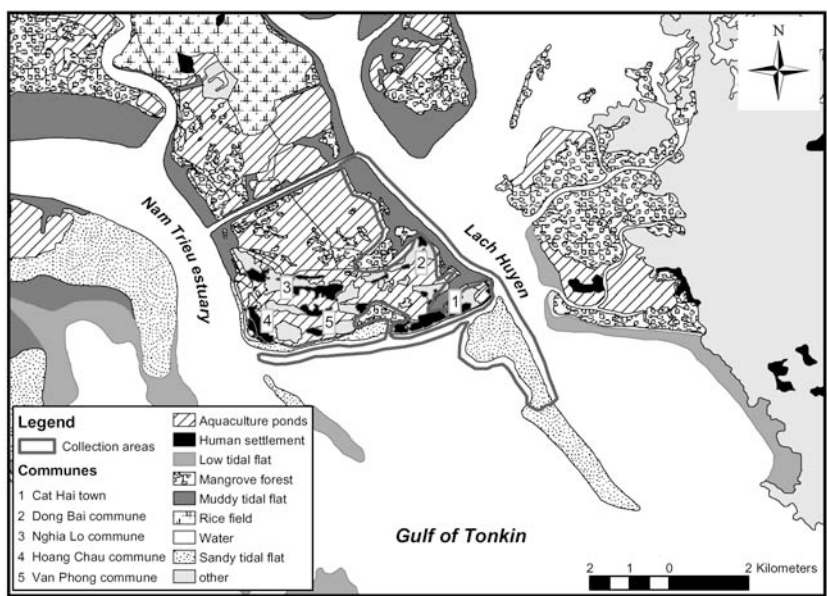 N
Nam Trieu estuary
Lach Huyen
2
3
1
4
5
Legend
Collection areas
Communes
1 Cat Hai town
2 Dong Bai commune
3 Nghia Lo commune
4 Hoang Chau commune
5 Van Phong commune
Aquaculture ponds
Human settlement
Low tidal flat
Mangrove forest
Muddy tidal flat
Rice field
Water
Sandy tidal flat
other
Gulf of Tonkin
2 1 0 2 Kilometers